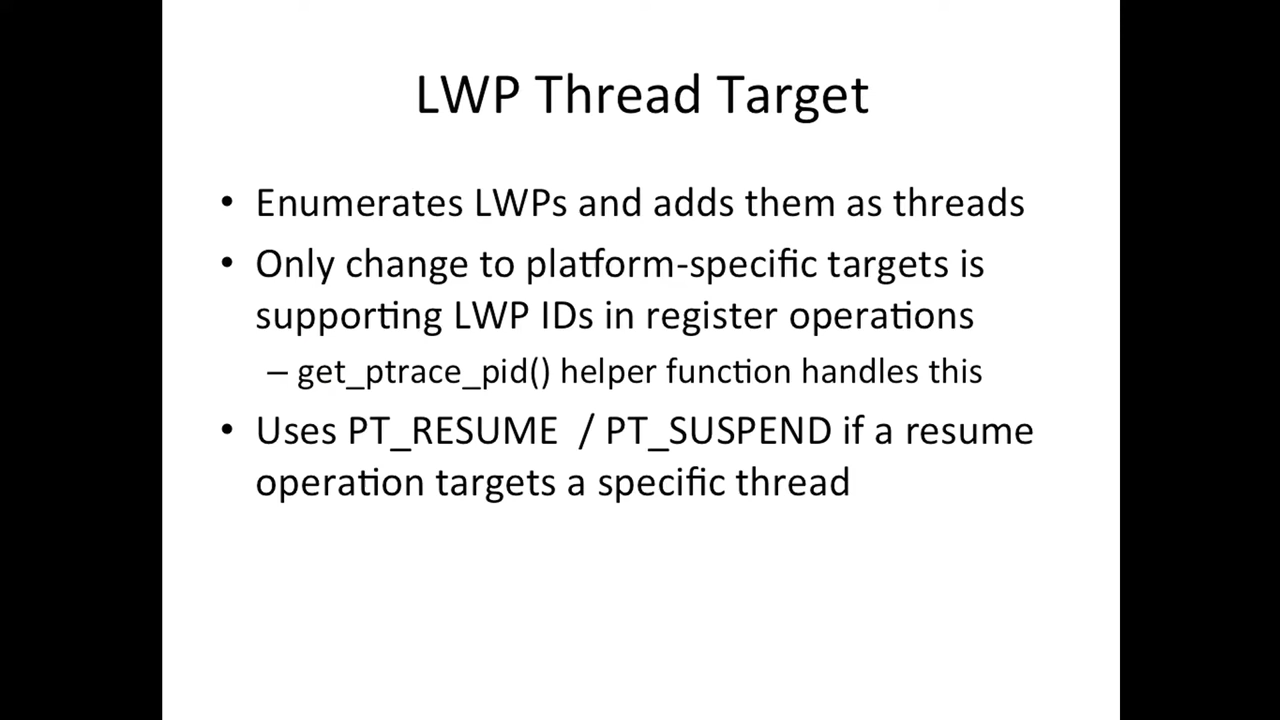 LWP Thread Target
• Enumerates LWPs and adds them as threads
• Only change to platform-specific targets is
supporting LWP IDs in register operations
– get_ptrace_pid() helper function handles this
• Uses PT_RESUME / PT_SUSPEND if a resume
operation targets a specific thread